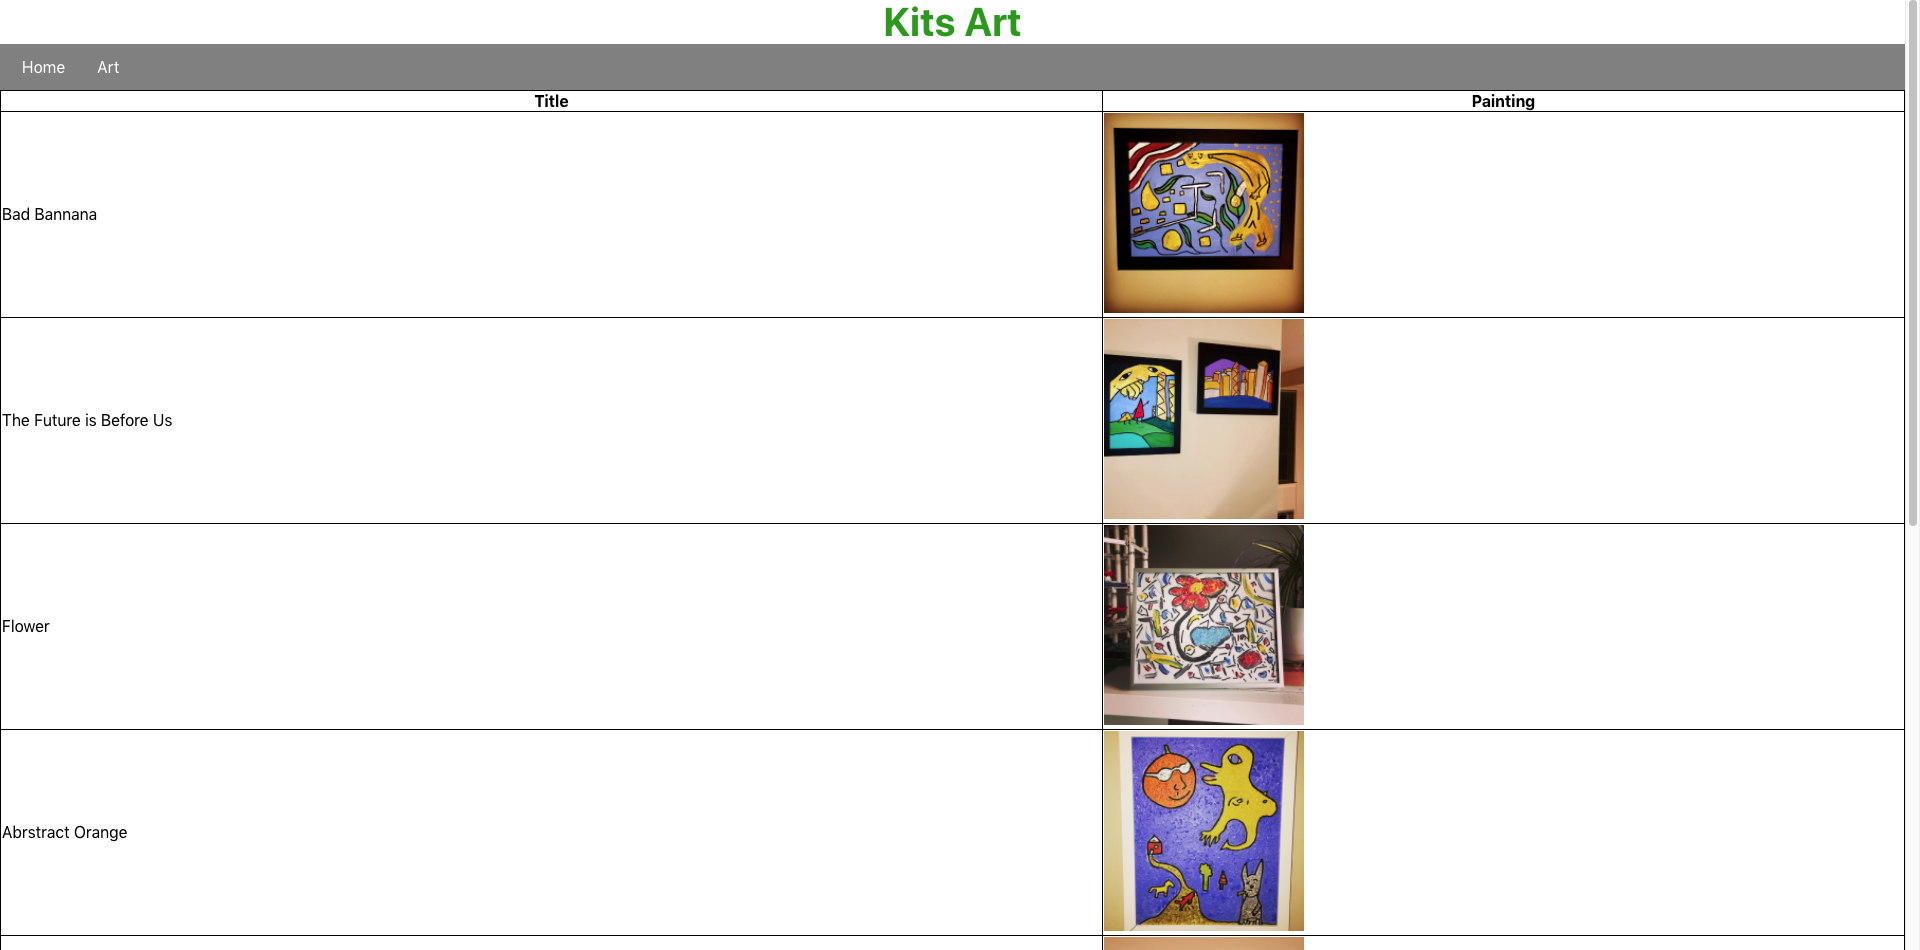 Kits Art
Home Art
Title Painting
Bad Bannana
The Future is Before Us
Flower
Abrstract Orange